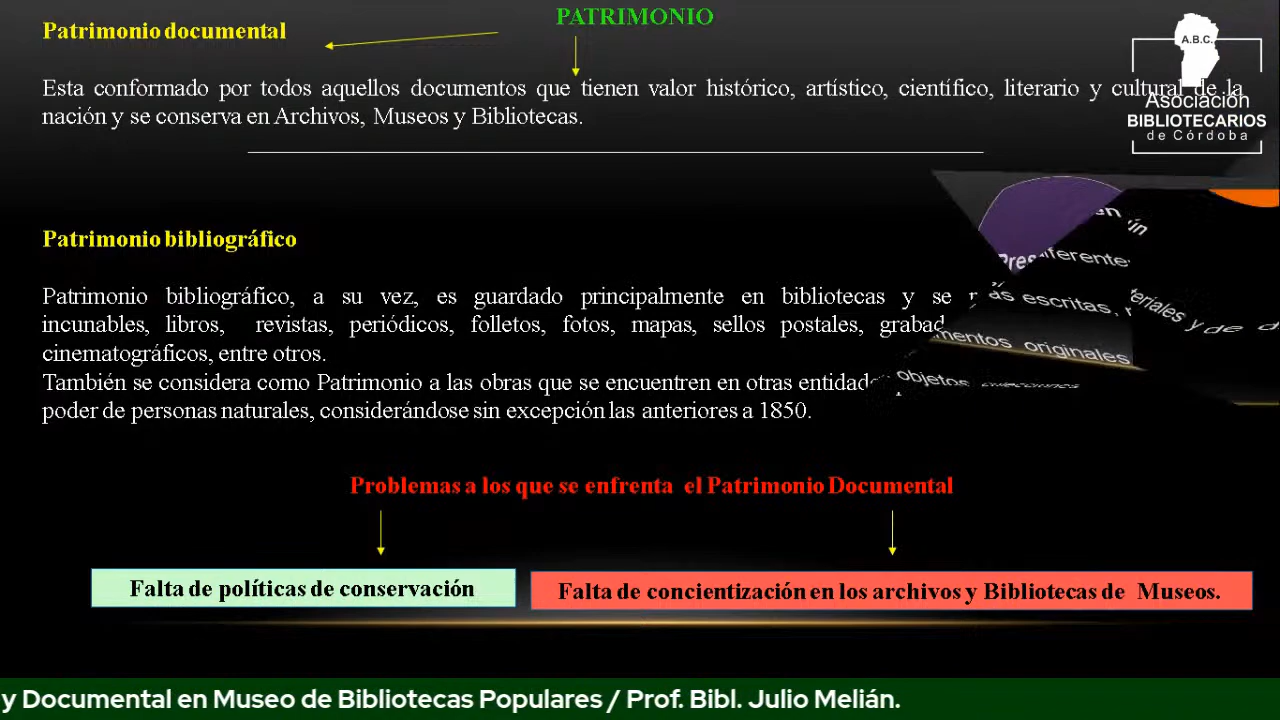 PATRIMONIO
Patrimonio documental
Esta conformado por todos aquellos documentos que tienen valor histórico, artístico, científico, literario y cultural de la
nación y se conserva en Archivos, Museos y Bibliotecas.
A.B.C.
Asociación
BIBLIOTECARIOS
de Córdoba
Patrimonio bibliográfico
Patrimonio bibliográfico, a su vez, es guardado principalmente en bibliotecas y se
incunables, libros, revistas, periódicos, folletos, fotos, mapas, sellos postales,
cinematográficos, entre otros.
También se considera como Patrimonio a las obras que se encuentren en otras
poder de personas naturales, considerándose sin excepción las anteriores a 1850.
escritas,
originales
objetos
y de
Problemas a los que se enfrenta el Patrimonio Documental
Falta de políticas de conservación
Falta de concientización en los archivos y Bibliotecas de Museos.
y Documental en Museo de Bibliotecas Populares / Prof. Bibl. Julio Melián.